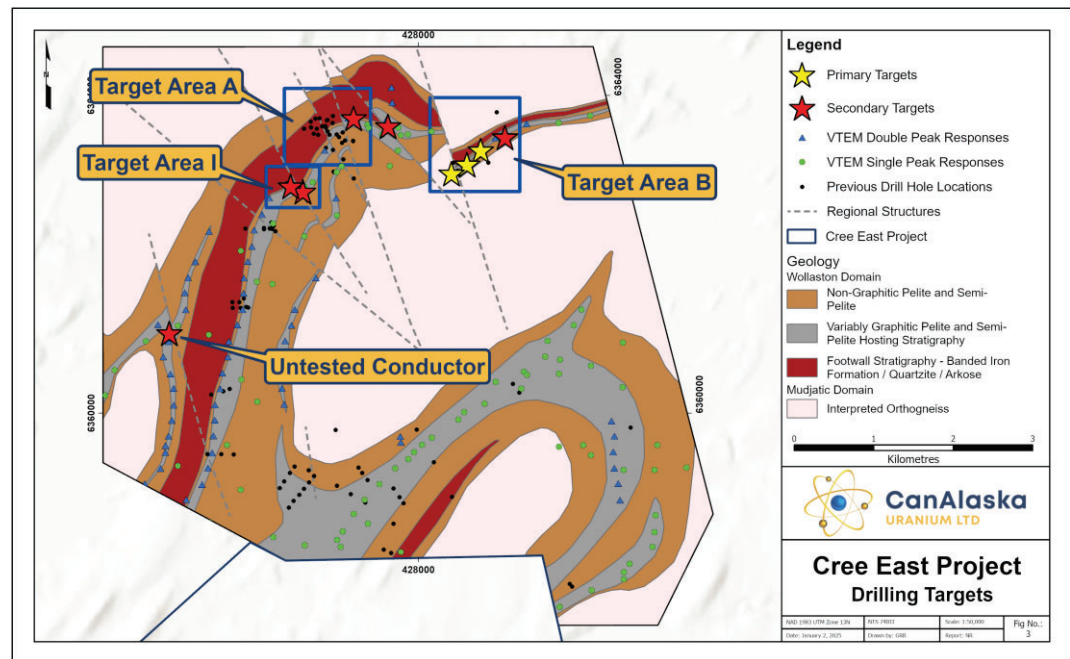 428000
6364000
6364000
Target Area A
Target Area I
Target Area B
Untested Conductor
6360000
6360000
428000
N
Legend
Primary Targets
Secondary Targets
VTEM Double Peak Responses
VTEM Single Peak Responses
Previous Drill Hole Locations
Regional Structures
Cree East Project
Geology
Wollaston Domain
Non-Graphitic Pelite and Semi-
Pelite
Variably Graphitic Pelite and Semi-
Pelite Hosting Stratigraphy
Footwall Stratigraphy - Banded Iron
Formation / Quartzite / Arkose
Mudjatic Domain
Interpreted Orthogneiss
0 1 2 3
Kilometres
CanAlaska
URANIUM LTD
Cree East Project
Drilling Targets
NAD 1983 UTM Zone 13N
Scale: 1:50,000
Fig No.:
3
Date: January 2, 2025
Drawn by: GRB
Report: NR